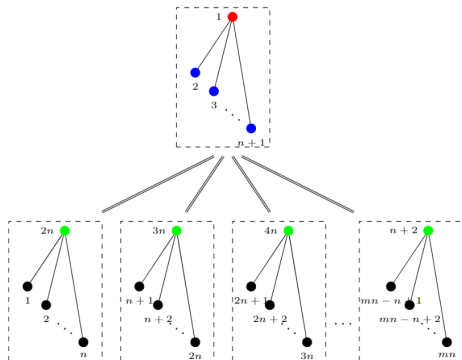 1
2
3
n + 1
2n 3n 4n n + 2
1 n + 1 2n + 1 mn − n + 1
2 n + 2 2n + 2 mn − n + 2
n 2n 3n mn